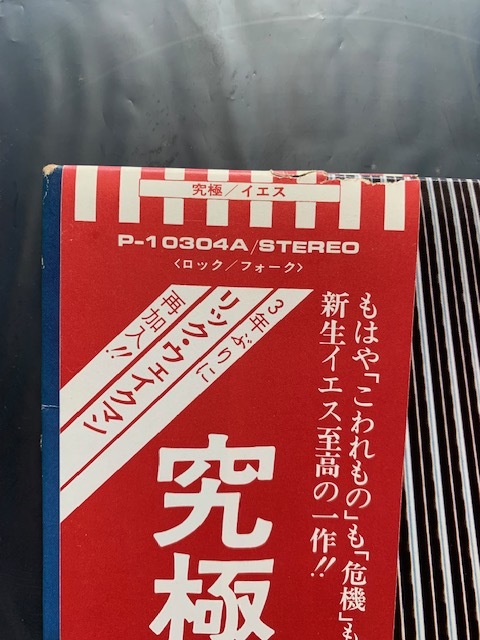 究極／イエス
P-10304A/STEREO
〈ロック／フォーク〉
3年ぶりに
リック・ウェイクマン
再加入!!
もはや「こわれもの」も「危機」も
新生イエス至高の一作!!
究極